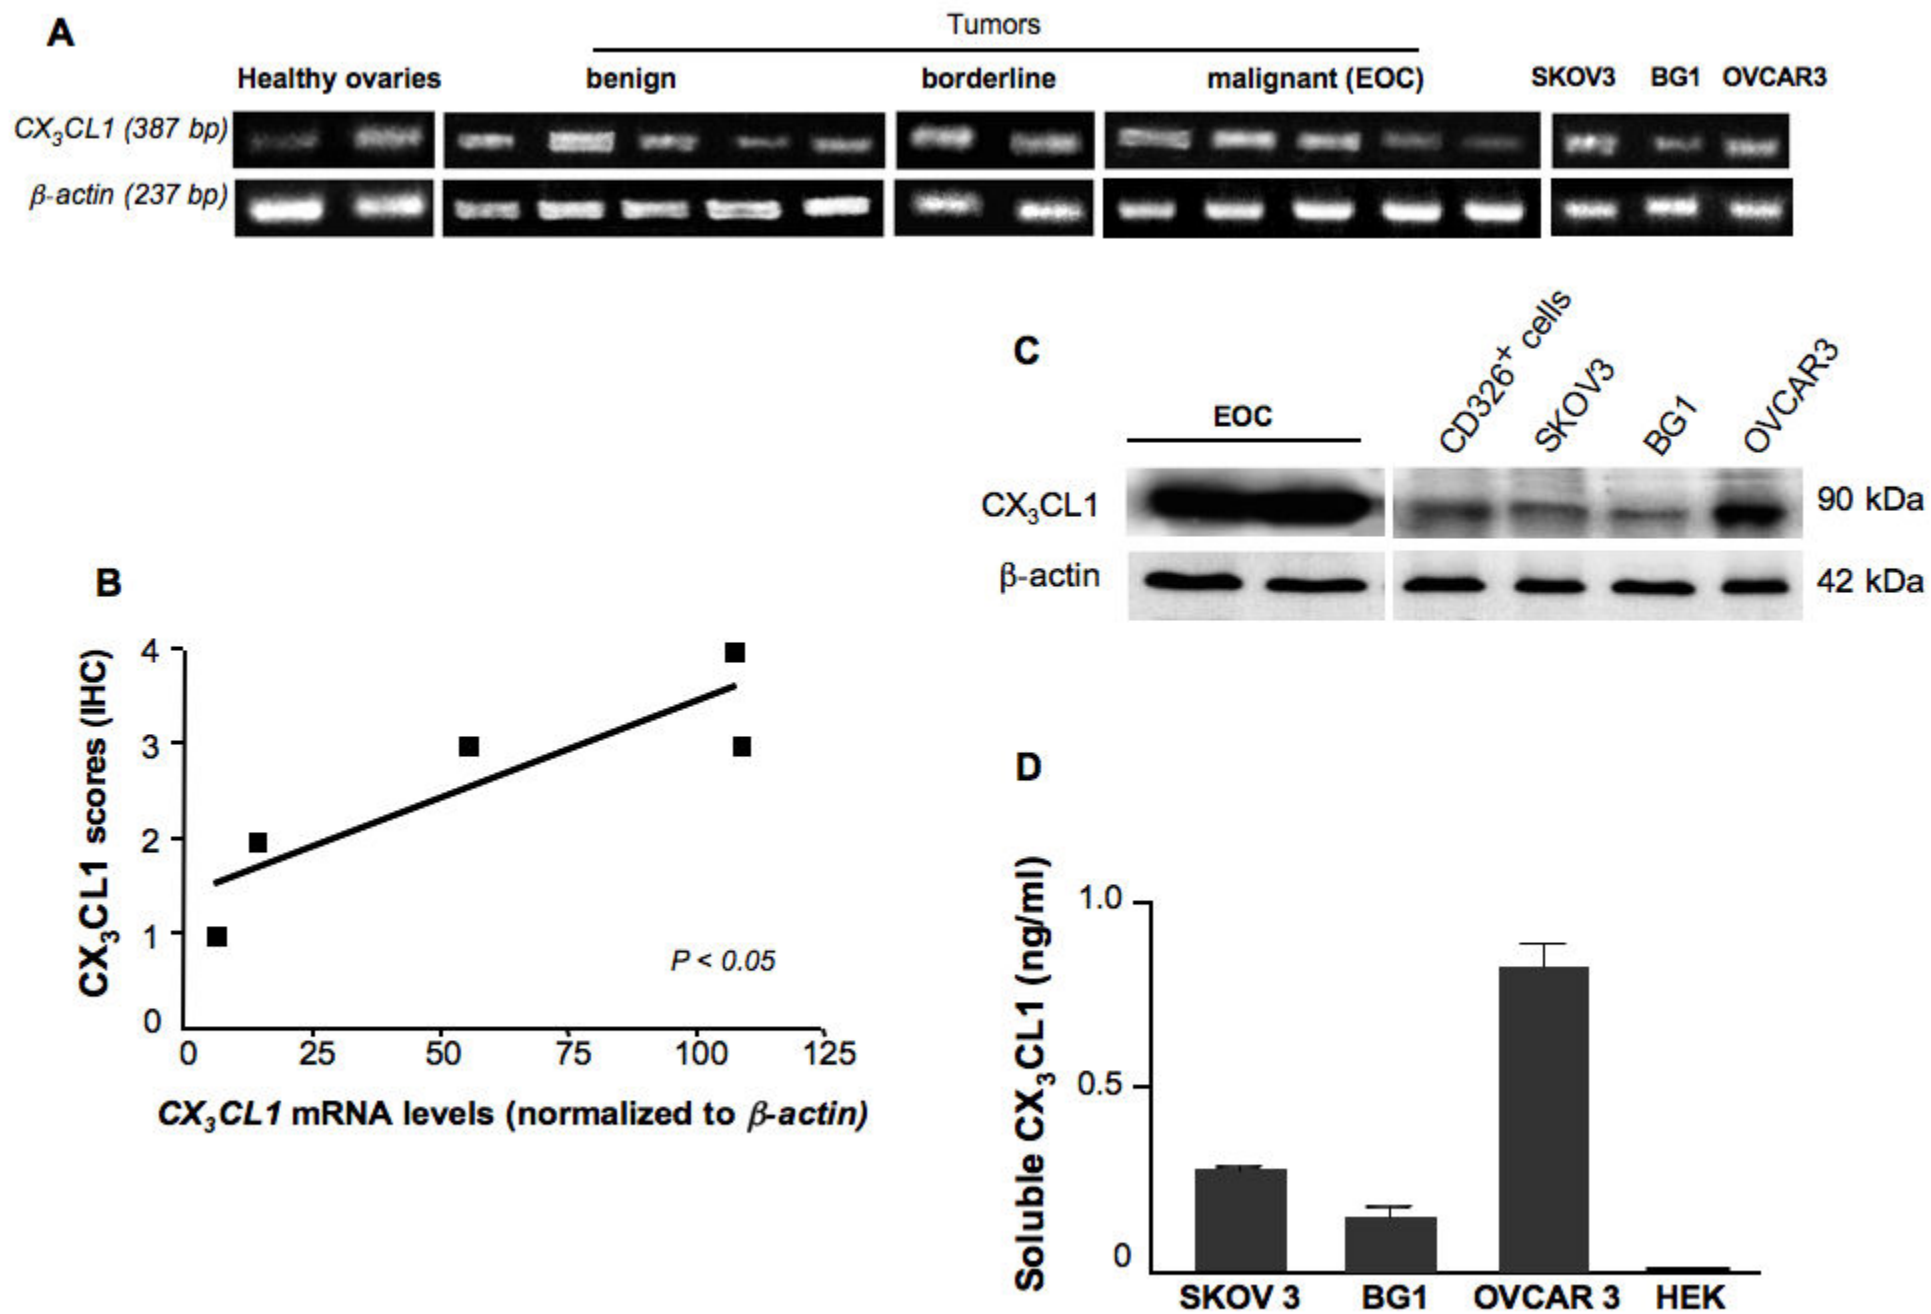 A
Tumors
Healthy ovaries benign borderline malignant (EOC) SKOV3 BG1 OVCAR3
CX3CL1 (387 bp)
β-actin (237 bp)
C
EOC CD326+ cells SKOV3 BG1 OVCAR3
CX3CL1 90 kDa
β-actin 42 kDa
B
CX3CL1 scores (IHC)
4
3
2
1
0
P < 0.05
0 25 50 75 100 125
CX3CL1 mRNA levels (normalized to β-actin)
D
Soluble CX3CL1 (ng/ml)
1.0
0.5
0
SKOV 3 BG1 OVCAR 3 HEK